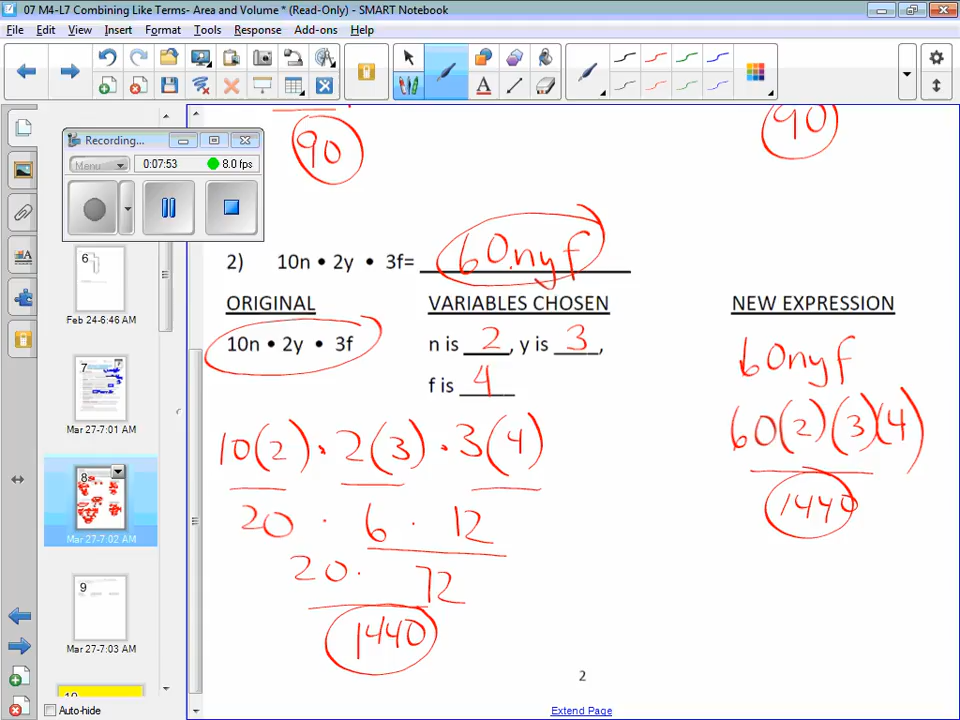 07 M4-L7 Combining Like Terms- Area and Volume * (Read-Only) - SMART Notebook
File Edit View Insert Format Tools Response Add-ons Help
Recording...
Menu 0:07:53 8.0 fps
90
90
2) 10n • 2y • 3f= 60nyf
ORIGINAL VARIABLES CHOSEN NEW EXPRESSION
10n • 2y • 3f n is 2, y is 3, 60nyf
f is 4
10(2) · 2(3) · 3(4) 60(2)(3)(4)
20 · 6 · 12 1440
20 · 72
1440
2
Extend Page
6
Feb 24-6:46 AM
7
Mar 27-7:01 AM
8
Mar 27-7:02 AM
9
Mar 27-7:03 AM
10
Auto-hide